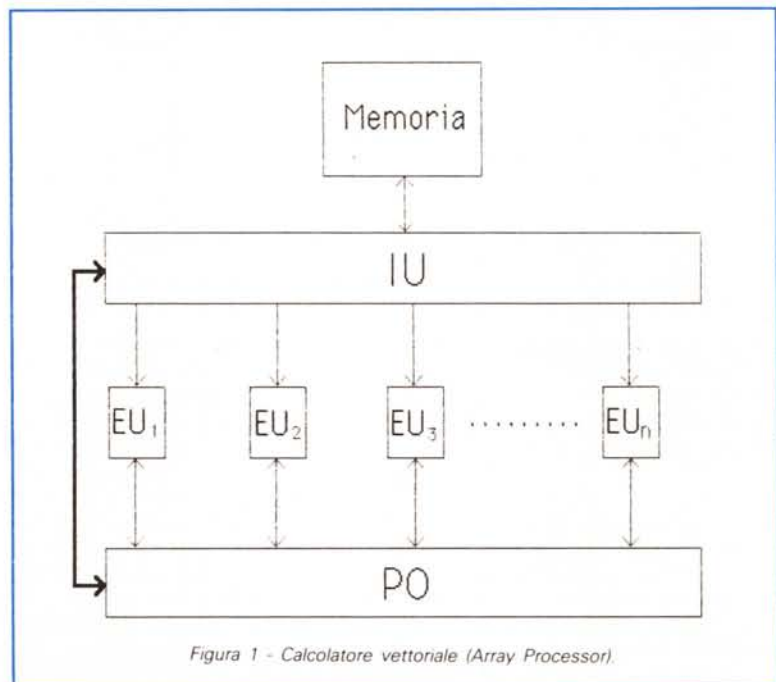 Memoria
IU
EU₁ EU₂ EU₃ ......... EUₙ
PO
Figura 1 - Calcolatore vettoriale (Array Processor).